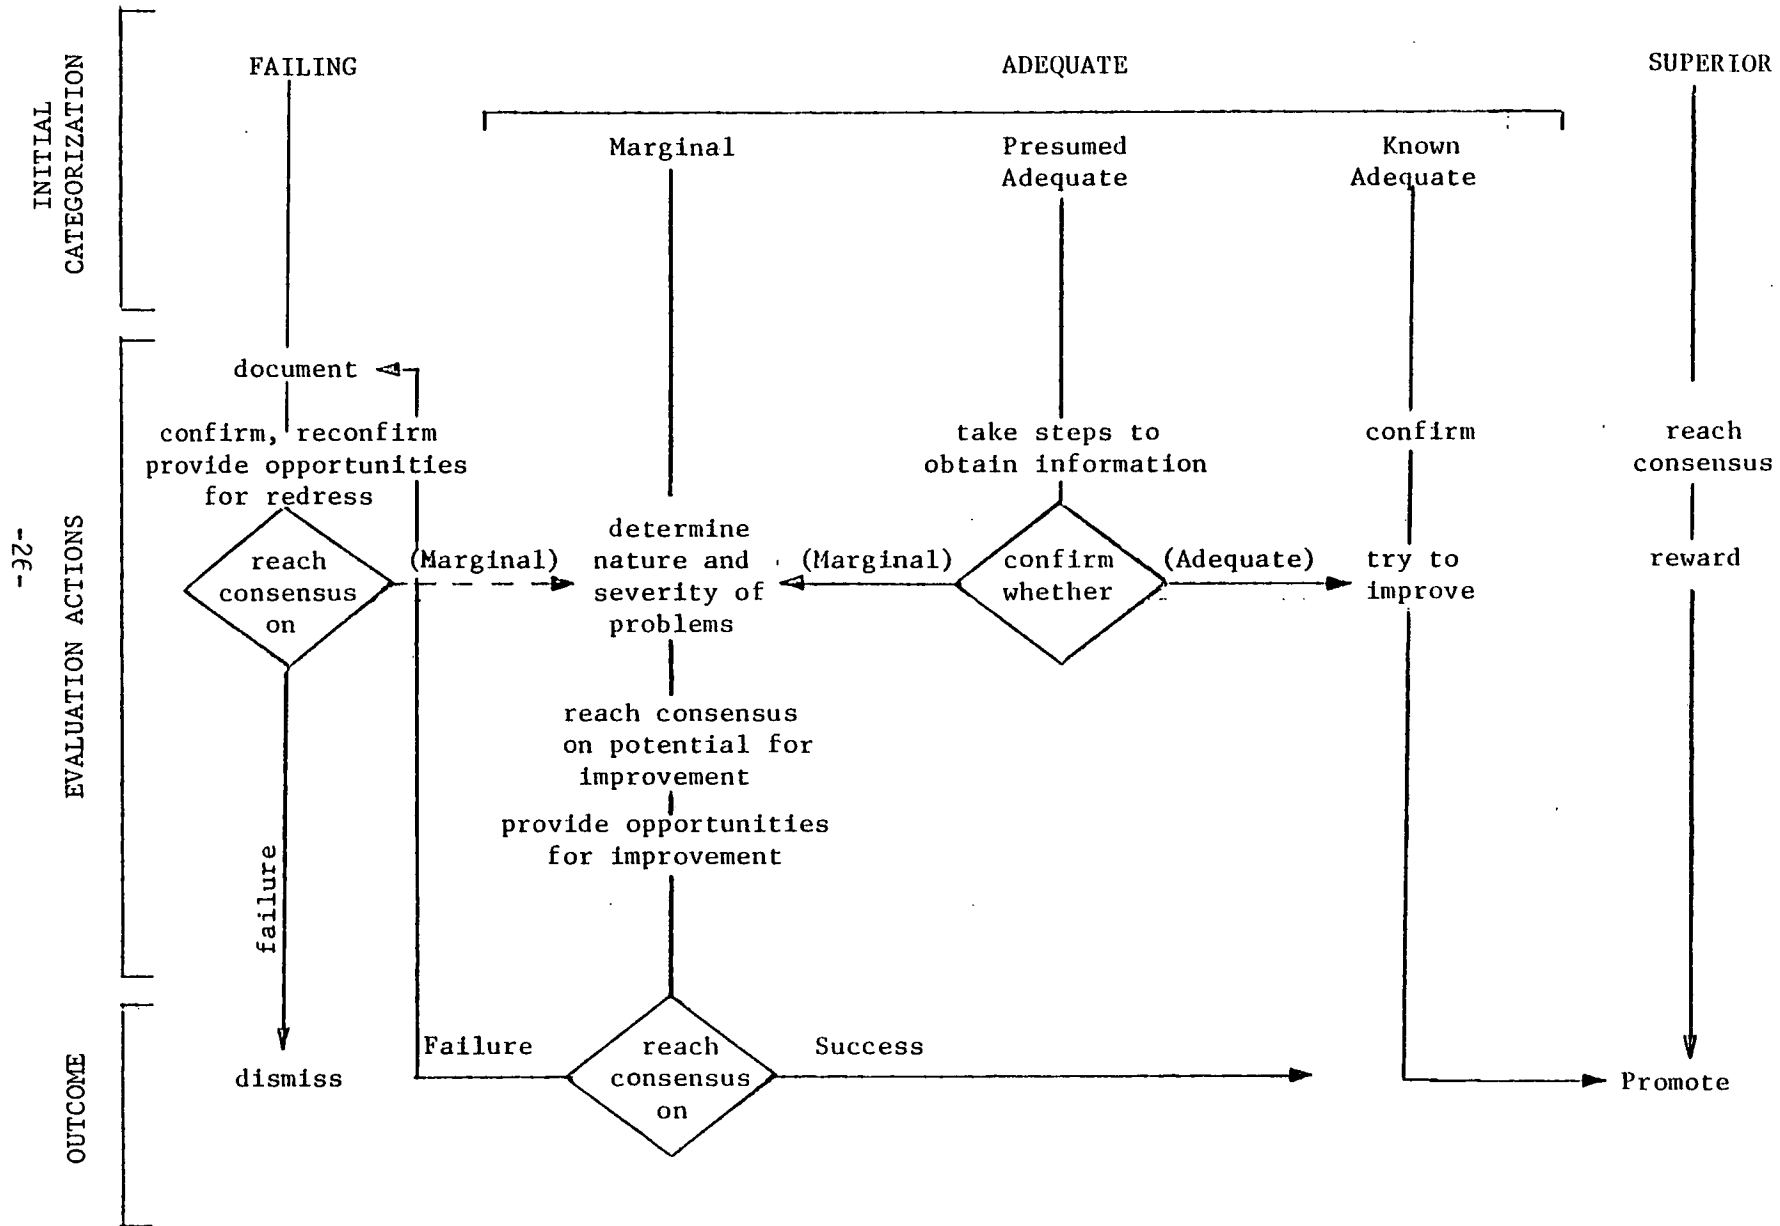 INITIAL
CATEGORIZATION
FAILING
ADEQUATE
SUPERIOR
Marginal
Presumed
Adequate
Known
Adequate
EVALUATION ACTIONS
document
confirm, reconfirm
provide opportunities
for redress
reach
consensus
on
(Marginal)
failure
determine
nature and
severity of
problems
reach consensus
on potential for
improvement
provide opportunities
for improvement
take steps to
obtain information
(Marginal)
confirm
whether
(Adequate)
confirm
try to
improve
reach
consensus
reward
OUTCOME
dismiss
Failure
reach
consensus
on
Success
Promote
-26-